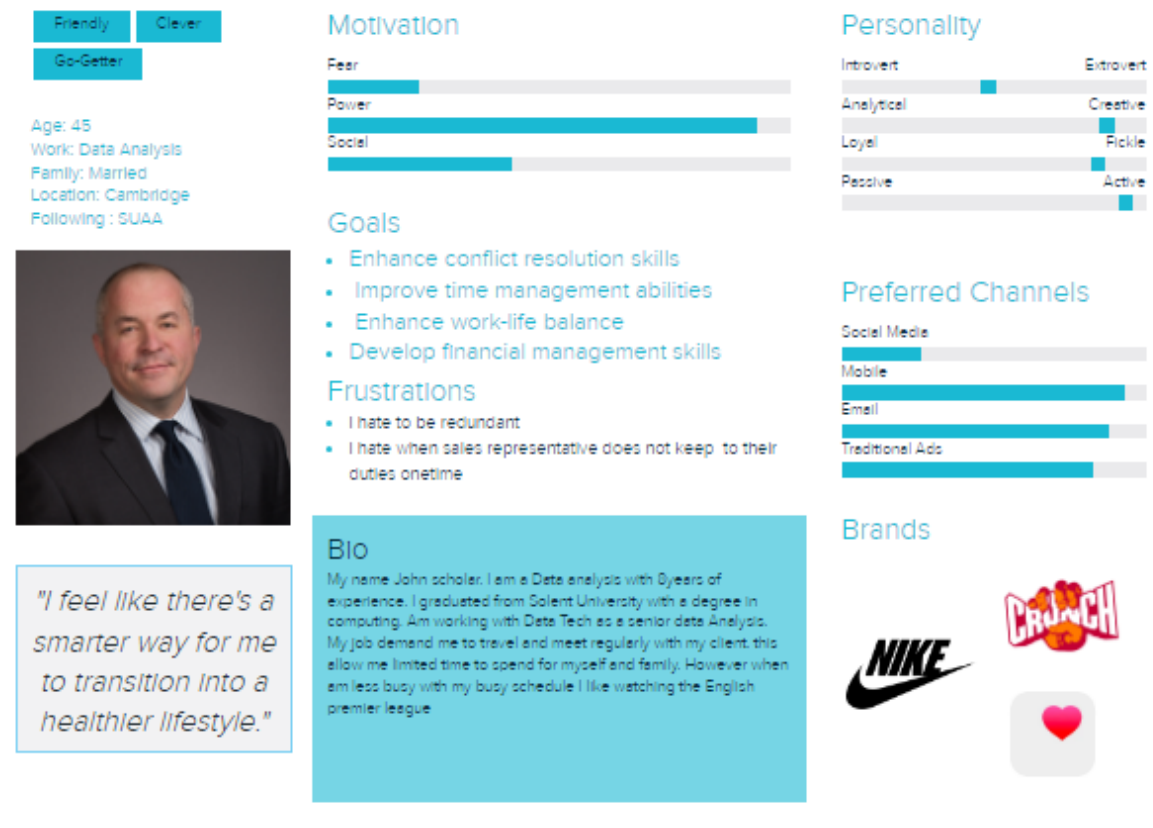 Friendly
Clever
Go-Getter
Age: 45
Work: Data Analysis
Family: Married
Location: Cambridge
Following : SUAA
"I feel like there's a
smarter way for me
to transition into a
healthier lifestyle."
Motivation
Fear
Power
Social
Goals
• Enhance conflict resolution skills
• Improve time management abilities
• Enhance work-life balance
• Develop financial management skills
Frustrations
• I hate to be redundant
• I hate when sales representative does not keep to their
duties onetime
Bio
My name John scholar. I am a Data analysis with 8years of
experience. I graduated from Solent University with a degree in
computing. Am working with Data Tech as a senior data Analysis.
My job demand me to travel and meet regularly with my client. this
allow me limited time to spend for myself and family. However when
am less busy with my busy schedule I like watching the English
premier league
Personality
Introvert Extrovert
Analytical Creative
Loyal Fickle
Passive Active
Preferred Channels
Social Media
Mobile
Email
Traditional Ads
Brands
CRUNCH
NIKE